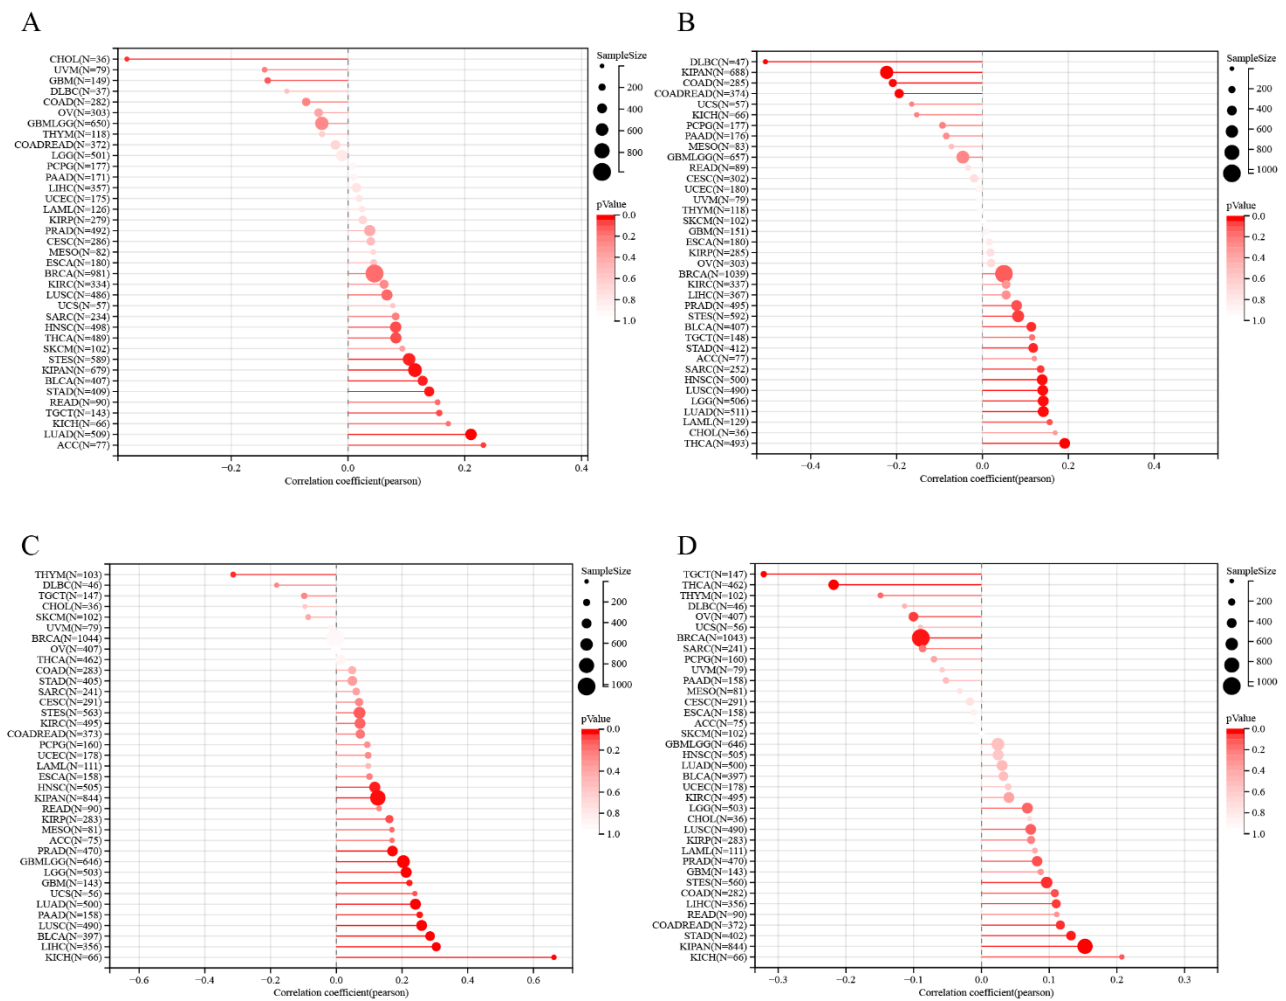 A
CHOL(N=36)
UVM(N=79)
GBM(N=149)
DLBC(N=37)
COAD(N=282)
OV(N=303)
GBMLGG(N=650)
THYM(N=118)
COADREAD(N=372)
LGG(N=501)
PCPG(N=177)
PAAD(N=171)
LIHC(N=357)
UCEC(N=175)
LAML(N=126)
KIRP(N=279)
PRAD(N=492)
CESC(N=286)
MESO(N=82)
ESCA(N=180)
BRCA(N=981)
KIRC(N=334)
LUSC(N=486)
UCS(N=57)
SARC(N=234)
HNSC(N=498)
THCA(N=489)
SKCM(N=102)
STES(N=589)
KIPAN(N=679)
BLCA(N=407)
STAD(N=409)
READ(N=90)
TGCT(N=143)
KICH(N=66)
LUAD(N=509)
ACC(N=77)
−0.2 0.0 0.2 0.4
Correlation coefficient(pearson)
SampleSize
200
400
600
800
pValue
0.0
0.2
0.4
0.6
0.8
1.0
B
DLBC(N=47)
KIPAN(N=688)
COAD(N=285)
COADREAD(N=374)
UCS(N=57)
KICH(N=66)
PCPG(N=177)
PAAD(N=176)
MESO(N=83)
GBMLGG(N=657)
READ(N=89)
CESC(N=302)
UCEC(N=180)
UVM(N=79)
THYM(N=118)
SKCM(N=102)
GBM(N=151)
ESCA(N=180)
KIRP(N=285)
OV(N=303)
BRCA(N=1039)
KIRC(N=337)
LIHC(N=367)
PRAD(N=495)
STES(N=592)
BLCA(N=407)
TGCT(N=148)
STAD(N=412)
ACC(N=77)
SARC(N=252)
HNSC(N=500)
LUSC(N=490)
LGG(N=506)
LUAD(N=511)
LAML(N=129)
CHOL(N=36)
THCA(N=493)
−0.4 −0.2 0.0 0.2 0.4
Correlation coefficient(pearson)
SampleSize
200
400
600
800
1000
pValue
0.0
0.2
0.4
0.6
0.8
1.0
C
THYM(N=103)
DLBC(N=46)
TGCT(N=147)
CHOL(N=36)
SKCM(N=102)
UVM(N=79)
BRCA(N=1044)
OV(N=407)
THCA(N=462)
COAD(N=283)
STAD(N=405)
SARC(N=241)
CESC(N=291)
STES(N=563)
KIRC(N=495)
COADREAD(N=373)
PCPG(N=160)
UCEC(N=178)
LAML(N=111)
ESCA(N=158)
HNSC(N=505)
KIPAN(N=844)
READ(N=90)
KIRP(N=283)
MESO(N=81)
ACC(N=75)
PRAD(N=470)
GBMLGG(N=646)
LGG(N=503)
GBM(N=143)
UCS(N=56)
LUAD(N=500)
PAAD(N=158)
LUSC(N=490)
BLCA(N=397)
LIHC(N=356)
KICH(N=66)
−0.6 −0.4 −0.2 0.0 0.2 0.4 0.6
Correlation coefficient(pearson)
SampleSize
200
400
600
800
1000
pValue
0.0
0.2
0.4
0.6
0.8
1.0
D
TGCT(N=147)
THCA(N=462)
THYM(N=102)
DLBC(N=46)
OV(N=407)
UCS(N=56)
BRCA(N=1043)
SARC(N=241)
PCPG(N=160)
UVM(N=79)
PAAD(N=158)
MESO(N=81)
CESC(N=291)
ESCA(N=158)
ACC(N=75)
SKCM(N=102)
GBMLGG(N=646)
HNSC(N=505)
LUAD(N=500)
BLCA(N=397)
UCEC(N=178)
KIRC(N=495)
LGG(N=503)
CHOL(N=36)
LUSC(N=490)
KIRP(N=283)
LAML(N=111)
PRAD(N=470)
GBM(N=143)
STES(N=560)
COAD(N=282)
LIHC(N=356)
READ(N=90)
COADREAD(N=372)
STAD(N=402)
KIPAN(N=844)
KICH(N=66)
−0.3 −0.2 −0.1 0.0 0.1 0.2 0.3
Correlation coefficient(pearson)
SampleSize
200
400
600
800
1000
pValue
0.0
0.2
0.4
0.6
0.8
1.0